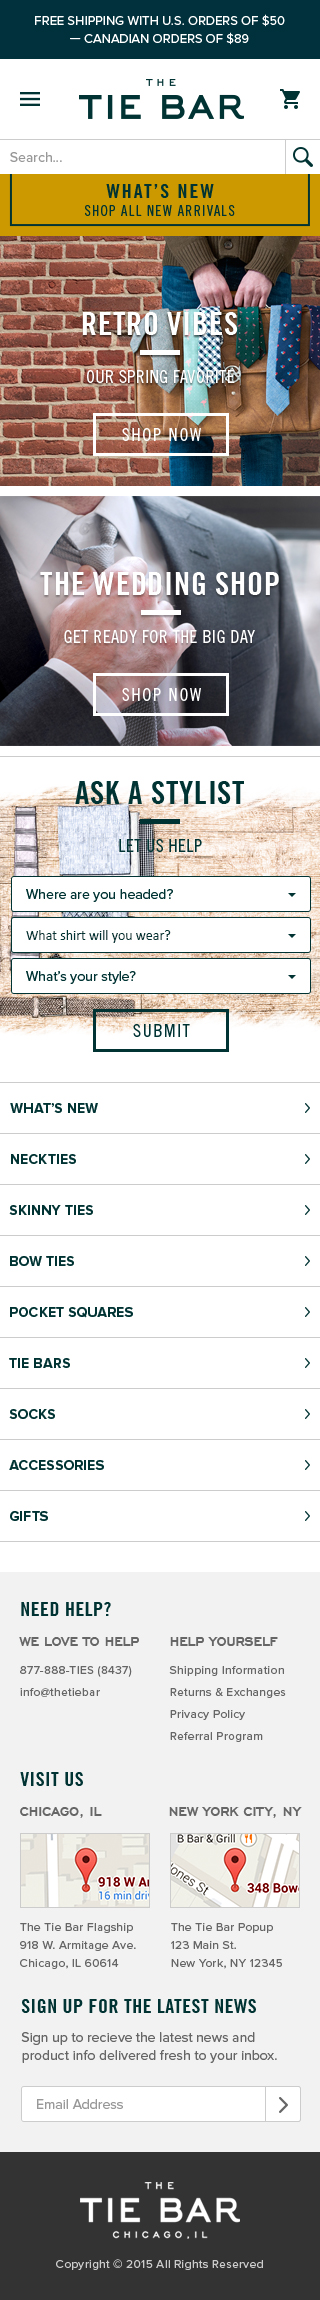 FREE SHIPPING WITH U.S. ORDERS OF $50
— CANADIAN ORDERS OF $89
THE
TIE BAR
Search...
WHAT'S NEW
SHOP ALL NEW ARRIVALS
RETRO VIBES
OUR SPRING FAVORITE
SHOP NOW
THE WEDDING SHOP
GET READY FOR THE BIG DAY
SHOP NOW
ASK A STYLIST
LET US HELP
Where are you headed?
What shirt will you wear?
What's your style?
SUBMIT
WHAT'S NEW
NECKTIES
SKINNY TIES
BOW TIES
POCKET SQUARES
TIE BARS
SOCKS
ACCESSORIES
GIFTS
NEED HELP?
WE LOVE TO HELP
877-888-TIES (8437)
info@thetiebar
HELP YOURSELF
Shipping Information
Returns & Exchanges
Privacy Policy
Referral Program
VISIT US
CHICAGO, IL
918 W A
16 min driv
The Tie Bar Flagship
918 W. Armitage Ave.
Chicago, IL 60614
NEW YORK CITY, NY
B Bar & Grill
Jones St
348 Bow
The Tie Bar Popup
123 Main St.
New York, NY 12345
SIGN UP FOR THE LATEST NEWS
Sign up to recieve the latest news and
product info delivered fresh to your inbox.
Email Address
THE
TIE BAR
CHICAGO, IL
Copyright © 2015 All Rights Reserved